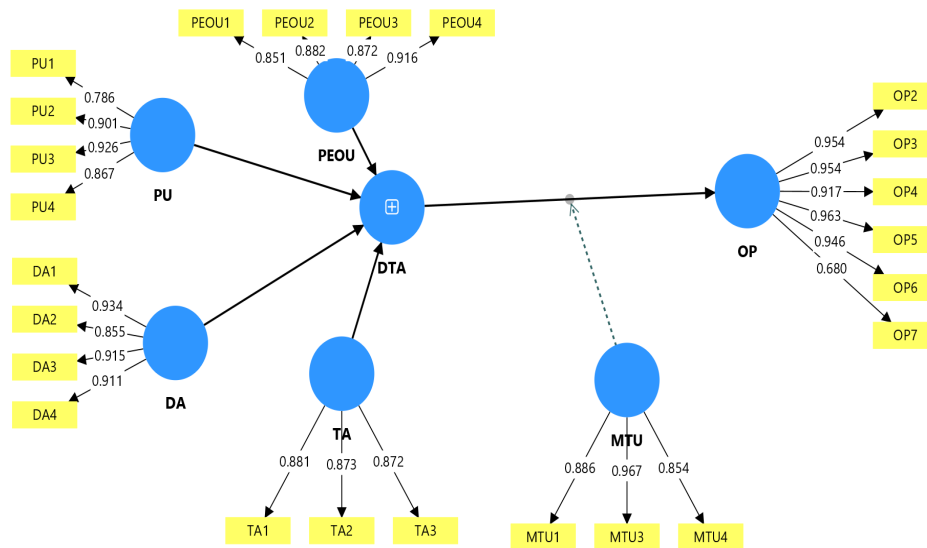 PEOU1 PEOU2 PEOU3 PEOU4
0.851 0.882 0.872 0.916
PEOU
PU1
PU2
PU3
PU4
0.786
0.901
0.926
0.867
PU
DTA
DA1
DA2
DA3
DA4
0.934
0.855
0.915
0.911
DA
TA
0.881 0.873 0.872
TA1 TA2 TA3
MTU
0.886 0.967 0.854
MTU1 MTU3 MTU4
OP
0.954
0.954
0.917
0.963
0.946
0.680
OP2
OP3
OP4
OP5
OP6
OP7